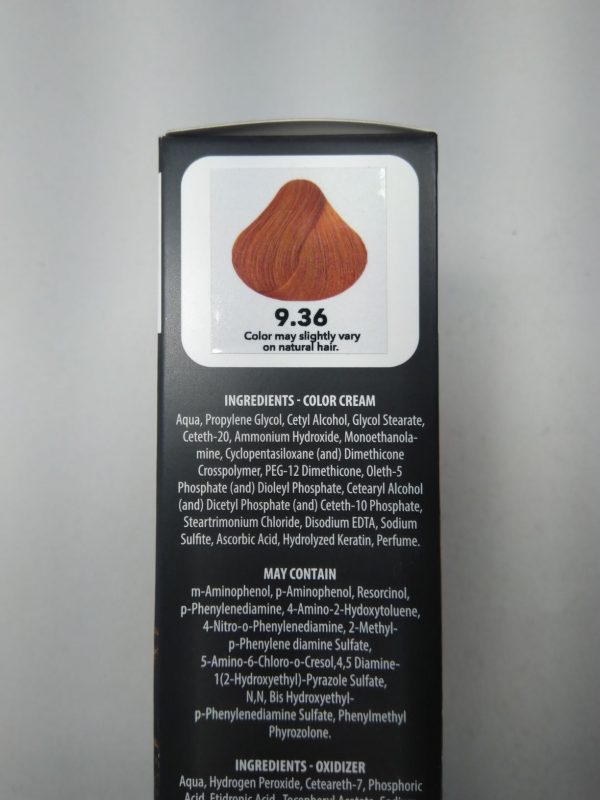 9.36
Color may slightly vary
on natural hair.
INGREDIENTS - COLOR CREAM
Aqua, Propylene Glycol, Cetyl Alcohol, Glycol Stearate,
Ceteth-20, Ammonium Hydroxide, Monoethanola-
mine, Cyclopentasiloxane (and) Dimethicone
Crosspolymer, PEG-12 Dimethicone, Oleth-5
Phosphate (and) Dioleyl Phosphate, Cetearyl Alcohol
(and) Dicetyl Phosphate (and) Ceteth-10 Phosphate,
Steartrimonium Chloride, Disodium EDTA, Sodium
Sulfite, Ascorbic Acid, Hydrolyzed Keratin, Perfume.
MAY CONTAIN
m-Aminophenol, p-Aminophenol, Resorcinol,
p-Phenylenediamine, 4-Amino-2-Hydoxytoluene,
4-Nitro-o-Phenylenediamine, 2-Methyl-
p-Phenylene diamine Sulfate,
5-Amino-6-Chloro-o-Cresol,4,5 Diamine-
1(2-Hydroxyethyl)-Pyrazole Sulfate,
N,N, Bis Hydroxyethyl-
p-Phenylenediamine Sulfate, Phenylmethyl
Phyrozolone.
INGREDIENTS - OXIDIZER
Aqua, Hydrogen Peroxide, Ceteareth-7, Phosphoric
Acid, Etidronic Acid, Tocopheryl Acetate,